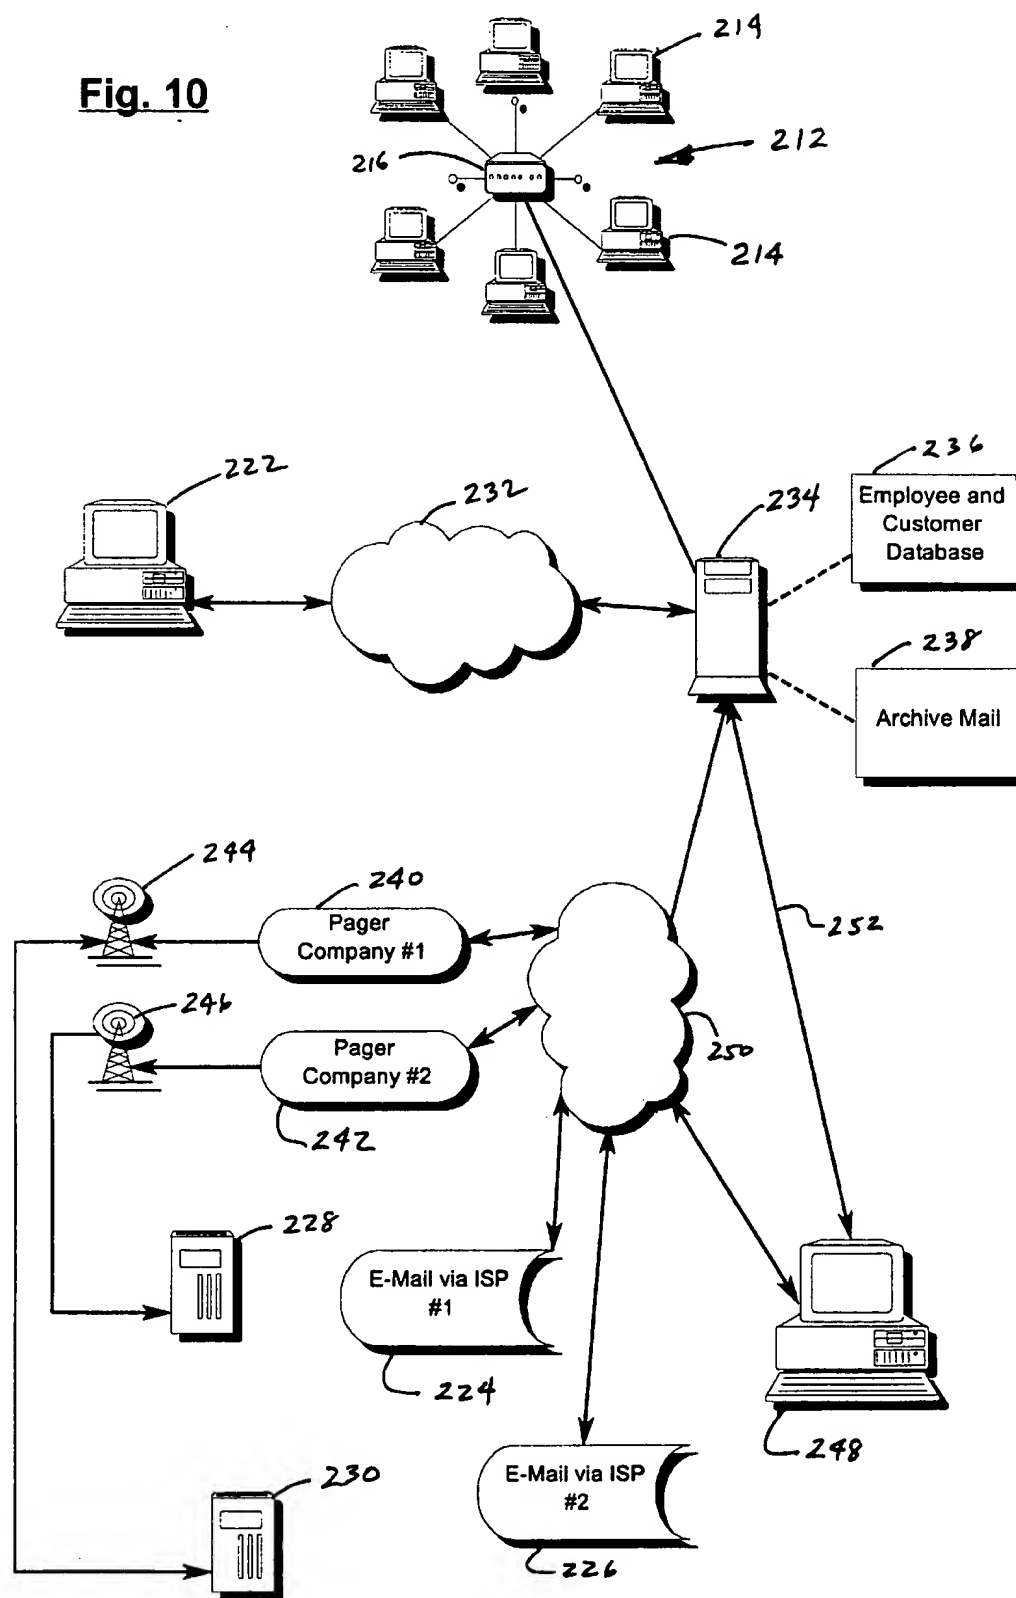 Fig. 10
214
212
216
214
222
232
234
236
Employee and
Customer
Database
238
Archive Mail
244
240
Pager
Company #1
246
Pager
Company #2
242
250
252
228
E-Mail via ISP
#1
224
248
230
E-Mail via ISP
#2
226